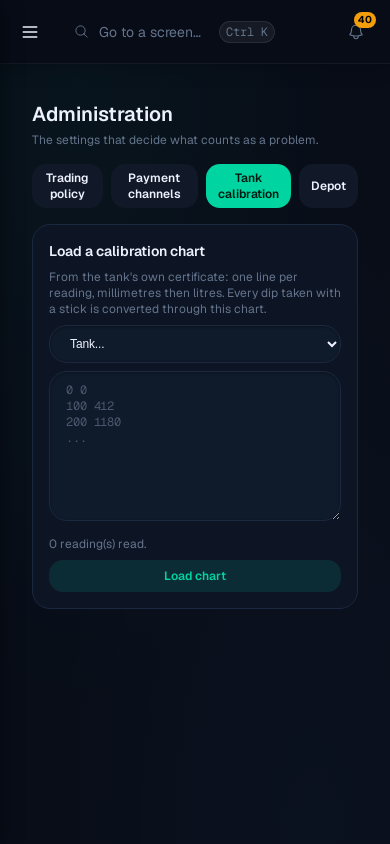 Go to a screen... Ctrl K
40
Administration
The settings that decide what counts as a problem.
Trading
policy
Payment
channels
Tank
calibration
Depot
Load a calibration chart
From the tank's own certificate: one line per
reading, millimetres then litres. Every dip taken with
a stick is converted through this chart.
Tank...
0 0
100 412
200 1180
...
0 reading(s) read.
Load chart